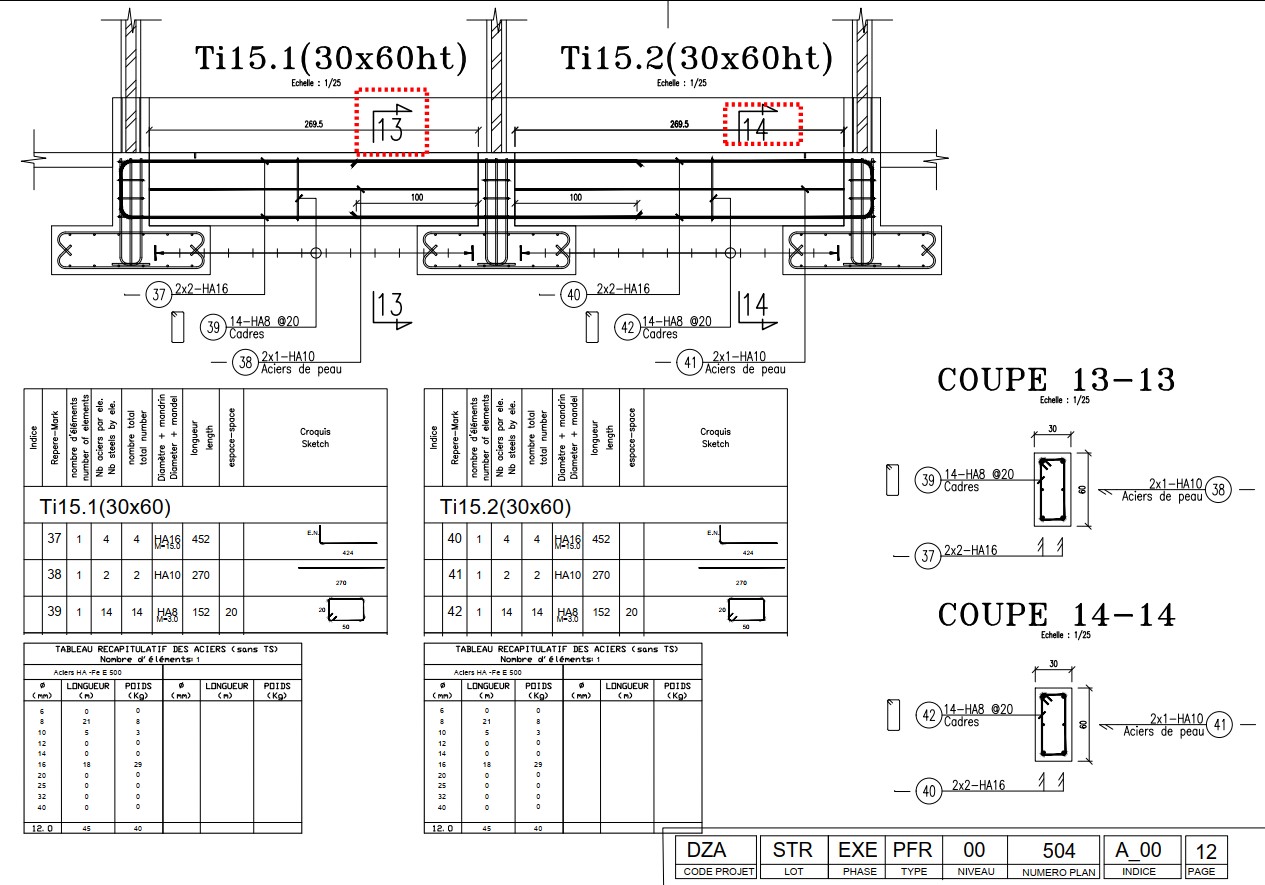 Ti15.1(30x60ht)
Echelle : 1/25
Ti15.2(30x60ht)
Echelle : 1/25
13
14
269.5
269.5
100
100
37 2x2-HA16
39 14-HA8 @20
Cadres
38 2x1-HA10
Aciers de peau
13
40 2x2-HA16
42 14-HA8 @20
Cadres
41 2x1-HA10
Aciers de peau
14
Indice
Repere-Mark
nombre d'éléments
number of elements
Nb aciers par ele.
Nb steels by ele.
nombre total
total number
Diamètre + mandrin
Diameter + mandel
longueur
length
espace-space
Croquis
Sketch
Ti15.1(30x60)
37 1 4 4 HA16 452
M=15.0
E.N.
424
38 1 2 2 HA10 270
270
39 1 14 14 HA8 152 20
M=3.0
20
50
TABLEAU RECAPITULATIF DES ACIERS (sans TS)
Nombre d'éléments: 1
Aciers HA -Fe E 500
ø LONGUEUR POIDS ø LONGUEUR POIDS
(mm) (m) (Kg) (mm) (m) (Kg)
6 0 0
8 21 8
10 5 3
12 0 0
14 0 0
16 18 29
20 0 0
25 0 0
32 0 0
40 0 0
12.0 45 40
Indice
Repere-Mark
nombre d'éléments
number of elements
Nb aciers par ele.
Nb steels by ele.
nombre total
total number
Diamètre + mandrin
Diameter + mandel
longueur
length
espace-space
Croquis
Sketch
Ti15.2(30x60)
40 1 4 4 HA16 452
M=15.0
E.N.
424
41 1 2 2 HA10 270
270
42 1 14 14 HA8 152 20
M=3.0
20
50
TABLEAU RECAPITULATIF DES ACIERS (sans TS)
Nombre d'éléments: 1
Aciers HA -Fe E 500
ø LONGUEUR POIDS ø LONGUEUR POIDS
(mm) (m) (Kg) (mm) (m) (Kg)
6 0 0
8 21 8
10 5 3
12 0 0
14 0 0
16 18 29
20 0 0
25 0 0
32 0 0
40 0 0
12.0 45 40
COUPE 13-13
Echelle : 1/25
30
60
39 14-HA8 @20
Cadres
2x1-HA10 38
Aciers de peau
37 2x2-HA16
COUPE 14-14
Echelle : 1/25
30
60
42 14-HA8 @20
Cadres
2x1-HA10 41
Aciers de peau
40 2x2-HA16
DZA STR EXE PFR 00 504 A_00 12
CODE PROJET LOT PHASE TYPE NIVEAU NUMERO PLAN INDICE PAGE